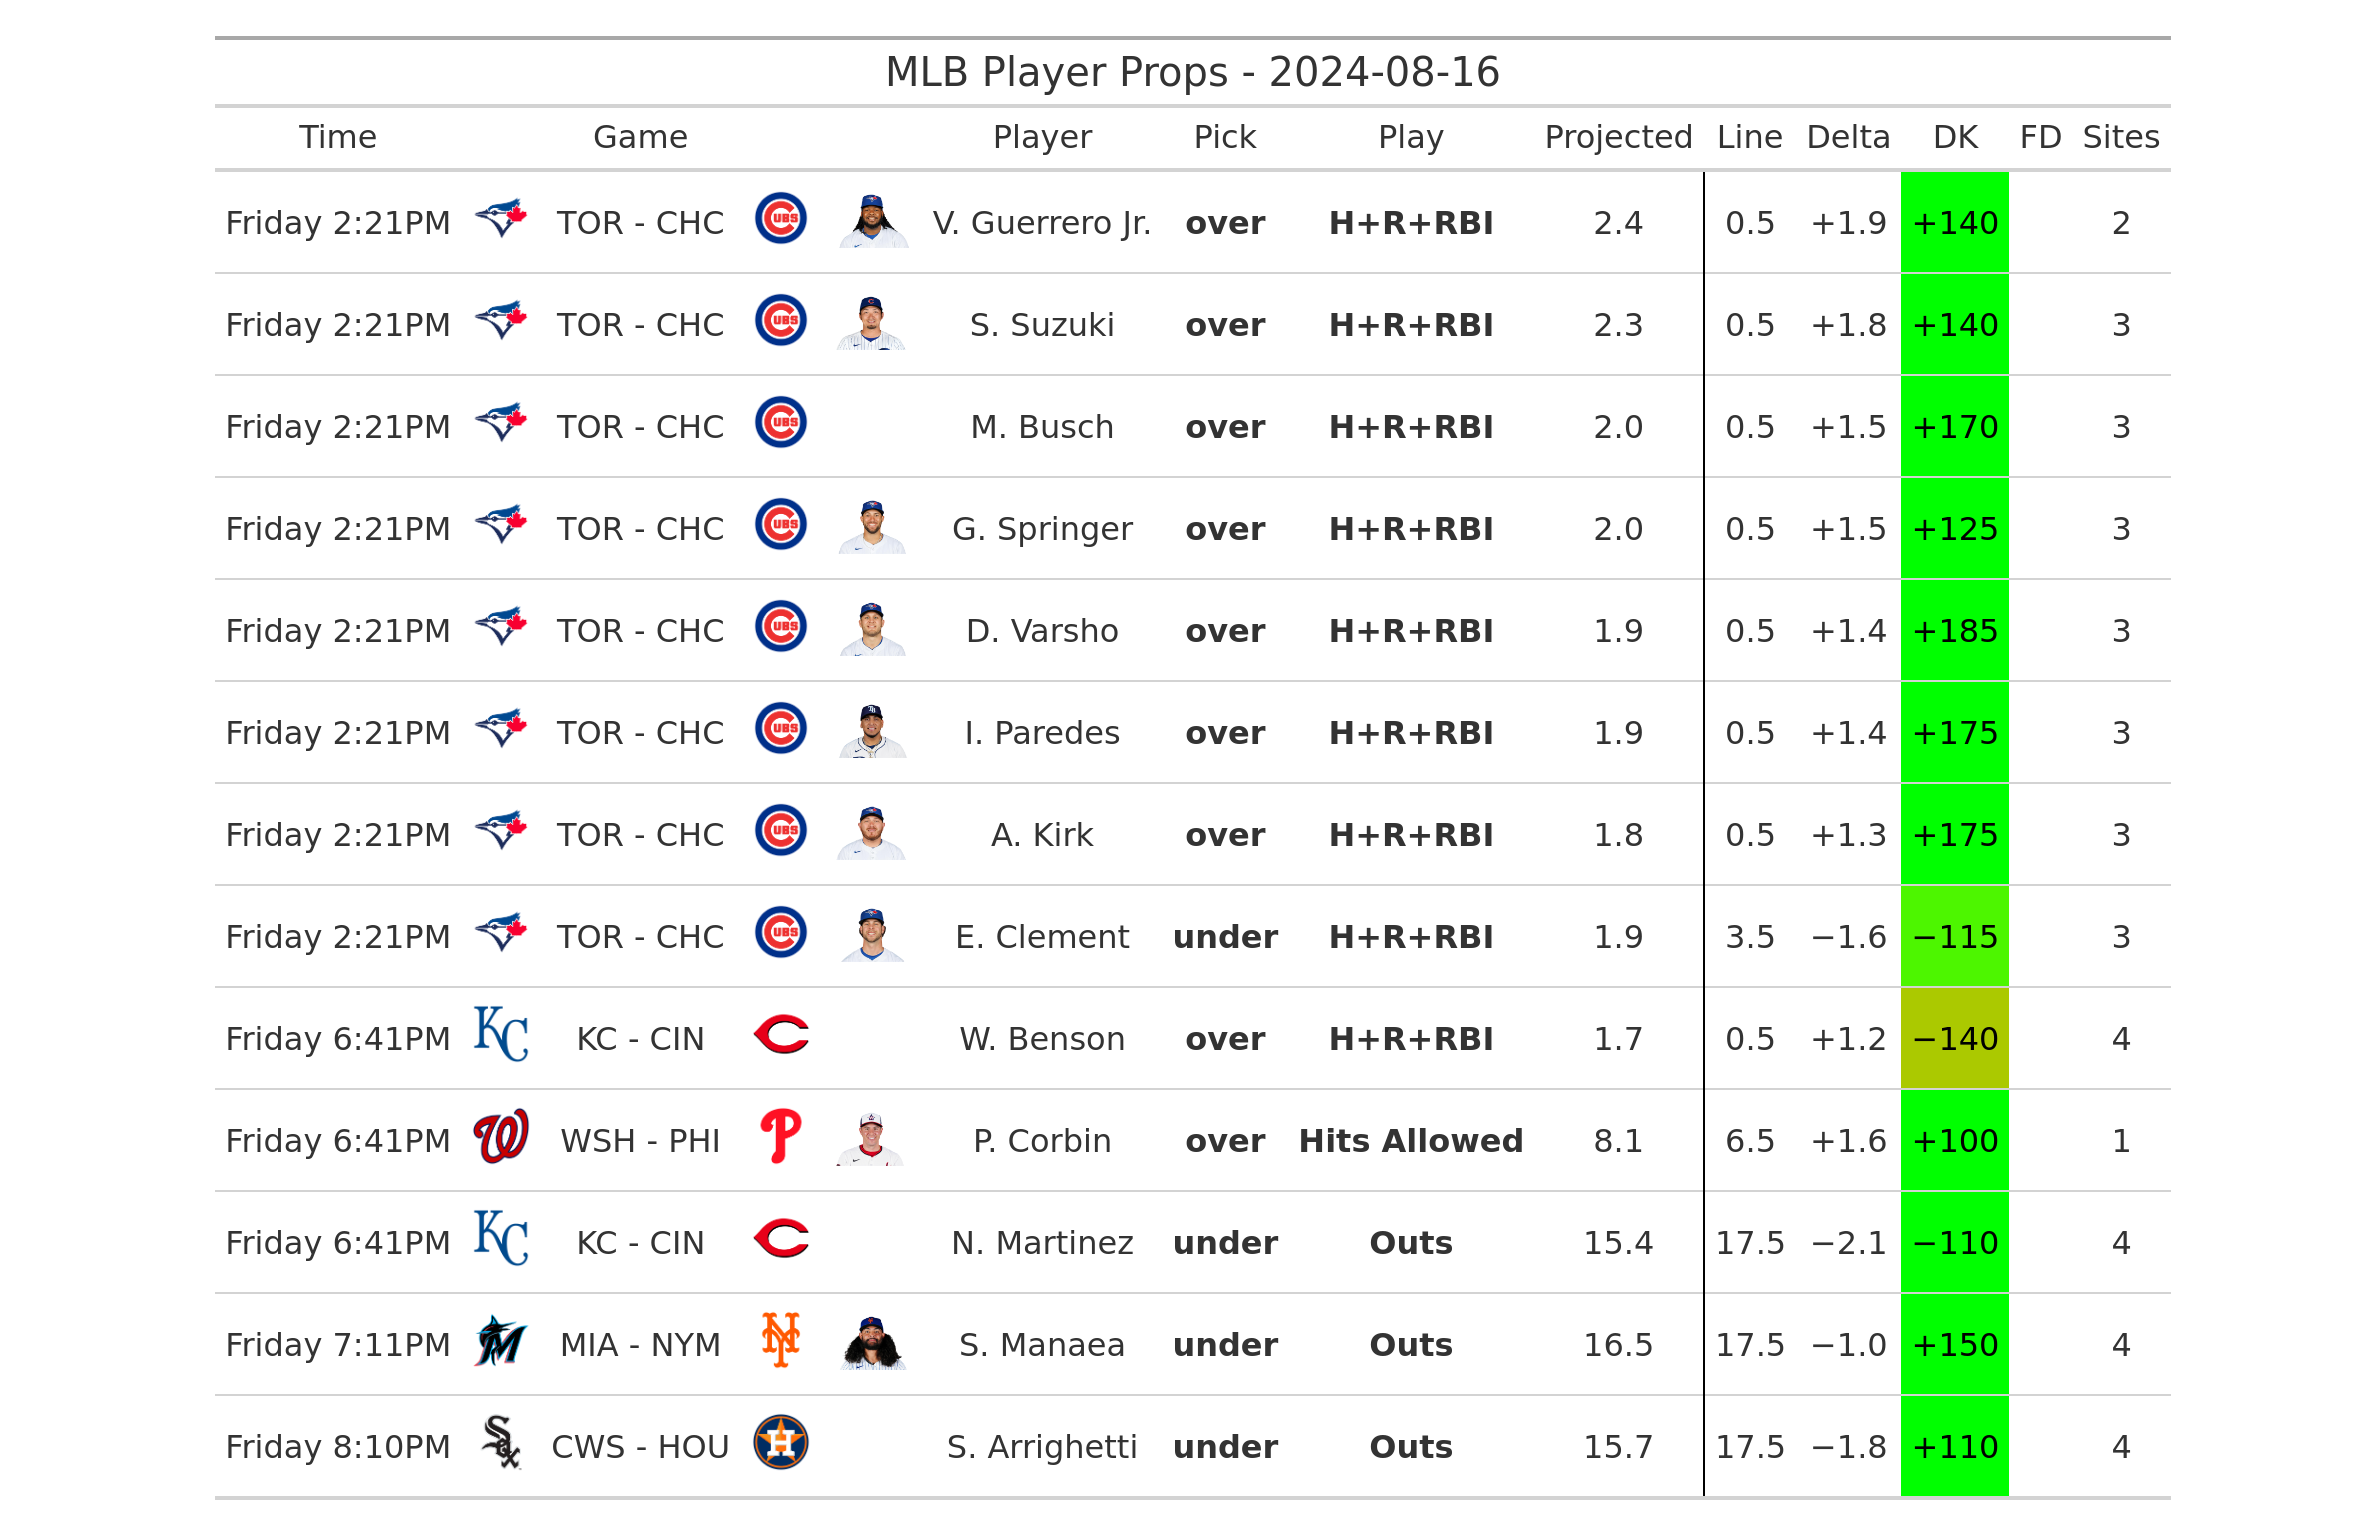 MLB Player Props - 2024-08-16
Time Game Player Pick Play Projected Line Delta DK FD Sites
Friday 2:21PM TOR - CHC V. Guerrero Jr. over H+R+RBI 2.4 0.5 +1.9 +140 2
Friday 2:21PM TOR - CHC S. Suzuki over H+R+RBI 2.3 0.5 +1.8 +140 3
Friday 2:21PM TOR - CHC M. Busch over H+R+RBI 2.0 0.5 +1.5 +170 3
Friday 2:21PM TOR - CHC G. Springer over H+R+RBI 2.0 0.5 +1.5 +125 3
Friday 2:21PM TOR - CHC D. Varsho over H+R+RBI 1.9 0.5 +1.4 +185 3
Friday 2:21PM TOR - CHC I. Paredes over H+R+RBI 1.9 0.5 +1.4 +175 3
Friday 2:21PM TOR - CHC A. Kirk over H+R+RBI 1.8 0.5 +1.3 +175 3
Friday 2:21PM TOR - CHC E. Clement under H+R+RBI 1.9 3.5 −1.6 −115 3
Friday 6:41PM KC - CIN W. Benson over H+R+RBI 1.7 0.5 +1.2 −140 4
Friday 6:41PM WSH - PHI P. Corbin over Hits Allowed 8.1 6.5 +1.6 +100 1
Friday 6:41PM KC - CIN N. Martinez under Outs 15.4 17.5 −2.1 −110 4
Friday 7:11PM MIA - NYM S. Manaea under Outs 16.5 17.5 −1.0 +150 4
Friday 8:10PM CWS - HOU S. Arrighetti under Outs 15.7 17.5 −1.8 +110 4